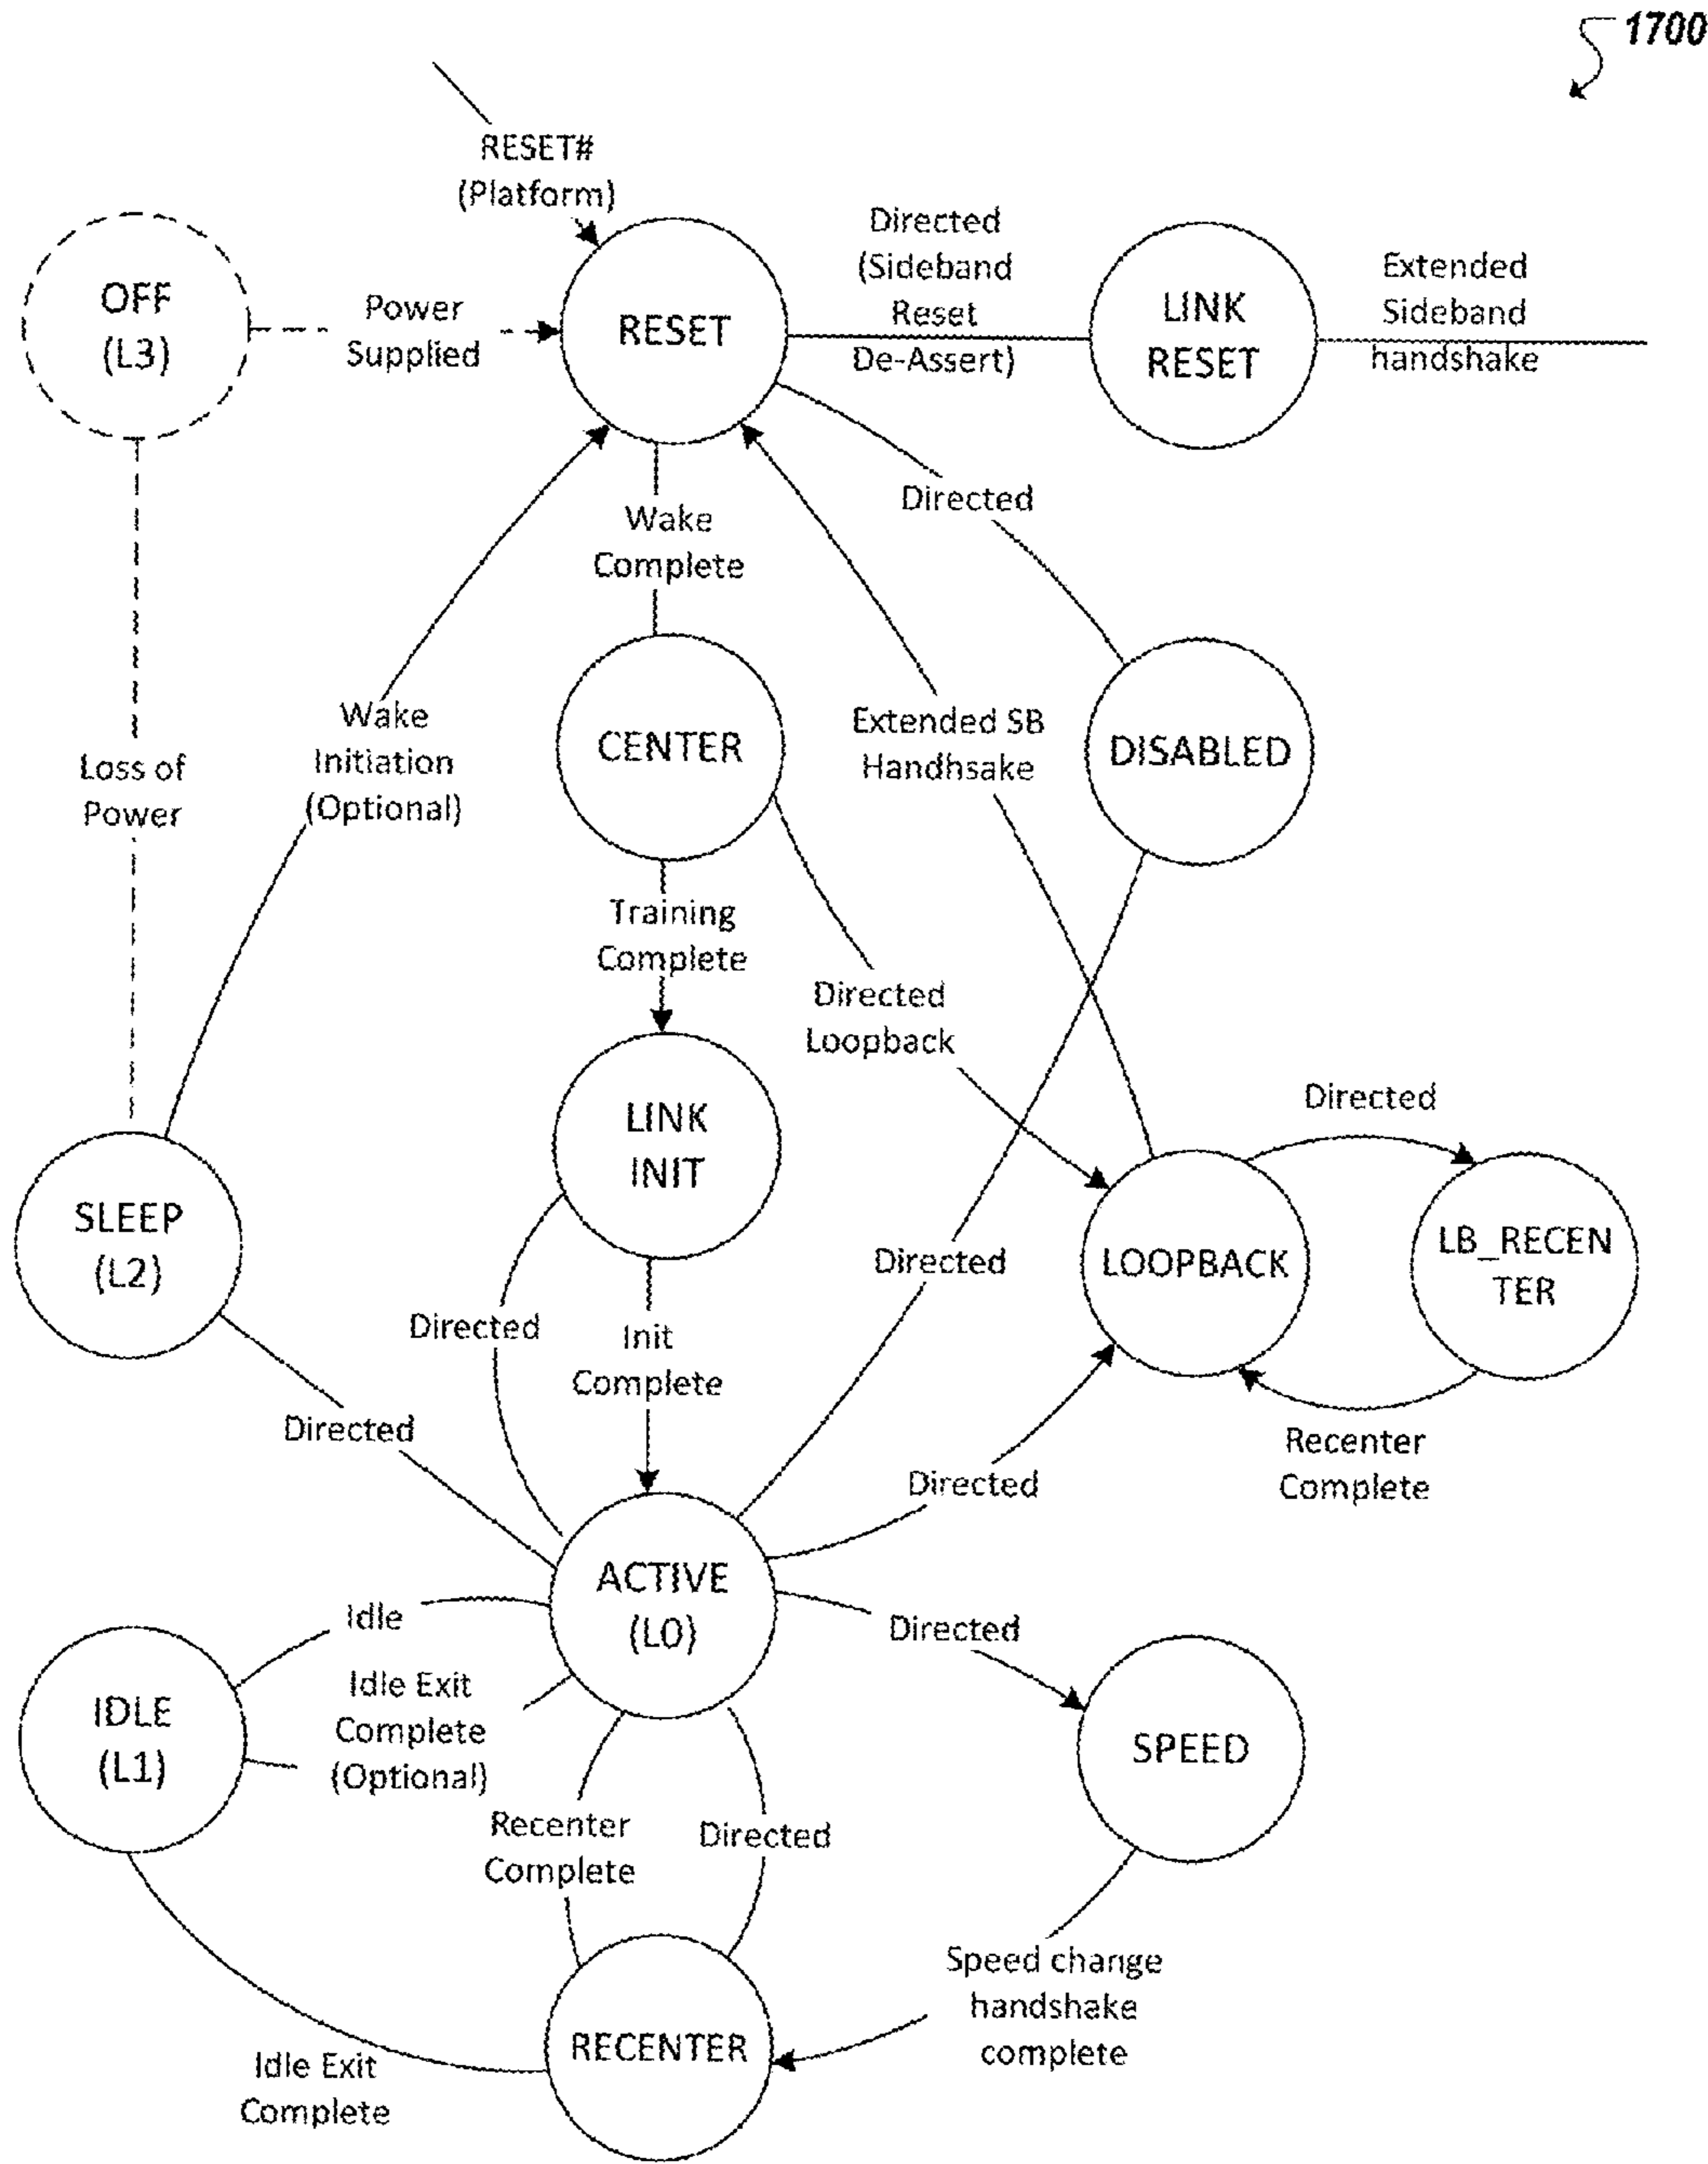 1700
RESET#
(Platform)
OFF
(L3)
Power
Supplied
RESET
Directed
(Sideband
Reset
De-Assert)
LINK
RESET
Extended
Sideband
handshake
Wake
Complete
Directed
Loss of
Power
Wake
Initiation
(Optional)
CENTER
Extended SB
Handhsake
DISABLED
Training
Complete
Directed
Loopback
LINK
INIT
Directed
SLEEP
(L2)
Directed
LOOPBACK
LB_RECEN
TER
Directed
Init
Complete
Directed
Directed
Recenter
Complete
ACTIVE
(L0)
Idle
Directed
Idle Exit
Complete
(Optional)
IDLE
(L1)
SPEED
Recenter
Complete
Directed
Speed change
handshake
complete
RECENTER
Idle Exit
Complete